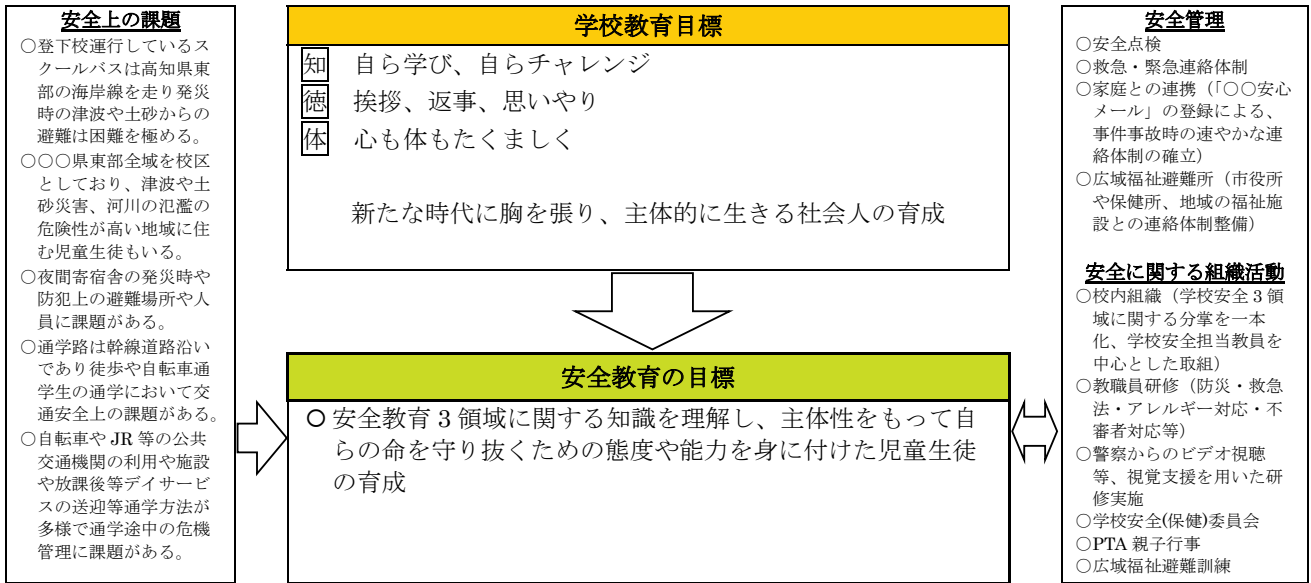 安全上の課題
○登下校運行しているス
クールバスは高知県東
部の海岸線を走り発災
時の津波や土砂からの
避難は困難を極める。
○○○県東部全域を校区
としており、津波や土
砂災害、河川の氾濫の
危険性が高い地域に住
む児童生徒もいる。
○夜間寄宿舎の発災時や
防犯上の避難場所や人
員に課題がある。
○通学路は幹線道路沿い
であり徒歩や自転車通
学生の通学において交
通安全上の課題がある。
○自転車や JR 等の公共
交通機関の利用や施設
や放課後等デイサービ
スの送迎等通学方法が
多様で通学途中の危機
管理に課題がある。
学校教育目標
知 自ら学び、自らチャレンジ
徳 挨拶、返事、思いやり
体 心も体もたくましく
新たな時代に胸を張り、主体的に生きる社会人の育成
安全教育の目標
○安全教育3領域に関する知識を理解し、主体性をもって自
らの命を守り抜くための態度や能力を身に付けた児童生徒
の育成
安全管理
○安全点検
○救急・緊急連絡体制
○家庭との連携（「○○安心
メール」の登録による、
事件事故時の速やかな連
絡体制の確立）
○広域福祉避難所（市役所
や保健所、地域の福祉施
設との連絡体制整備）
安全に関する組織活動
○校内組織（学校安全3領
域に関する分掌を一本
化、学校安全担当教員を
中心とした取組）
○教職員研修（防災・救急
法・アレルギー対応・不
審者対応等）
○警察からのビデオ視聴
等、視覚支援を用いた研
修実施
○学校安全(保健)委員会
○PTA 親子行事
○広域福祉避難訓練